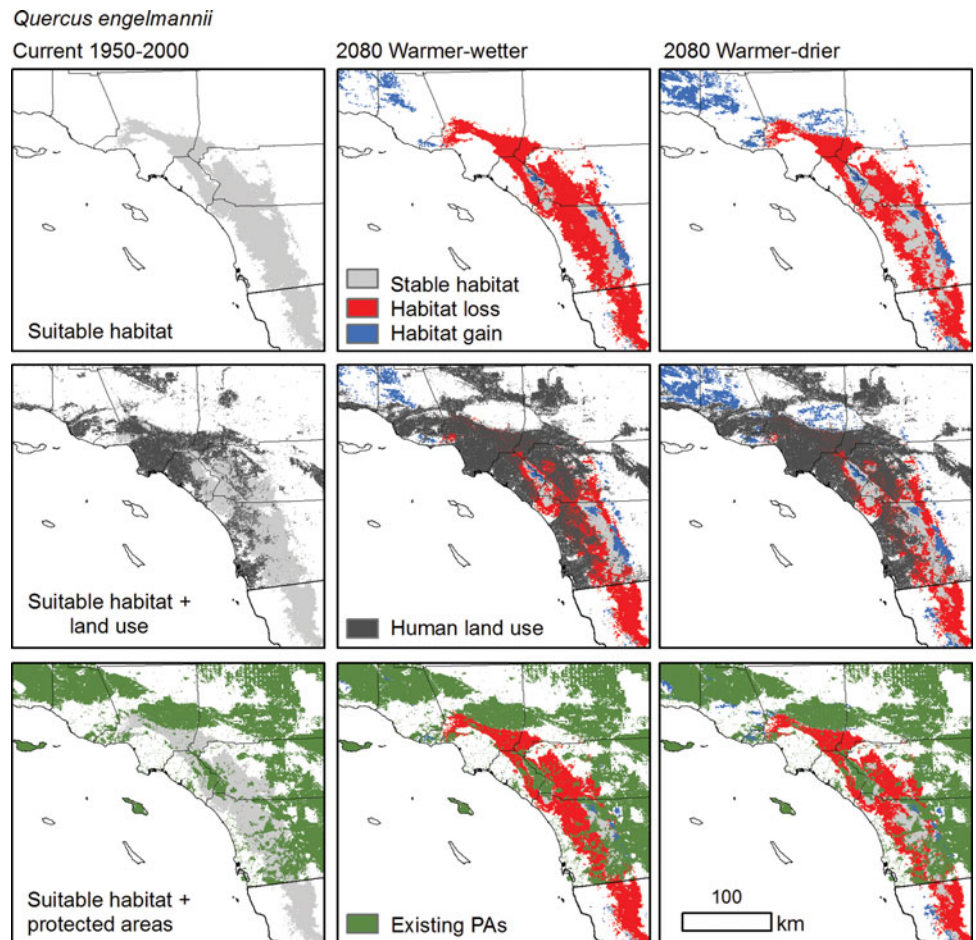 Quercus engelmannii
Current 1950-2000
2080 Warmer-wetter
2080 Warmer-drier
Suitable habitat
Stable habitat
Habitat loss
Habitat gain
Suitable habitat +
land use
Human land use
Suitable habitat +
protected areas
Existing PAs
100
km